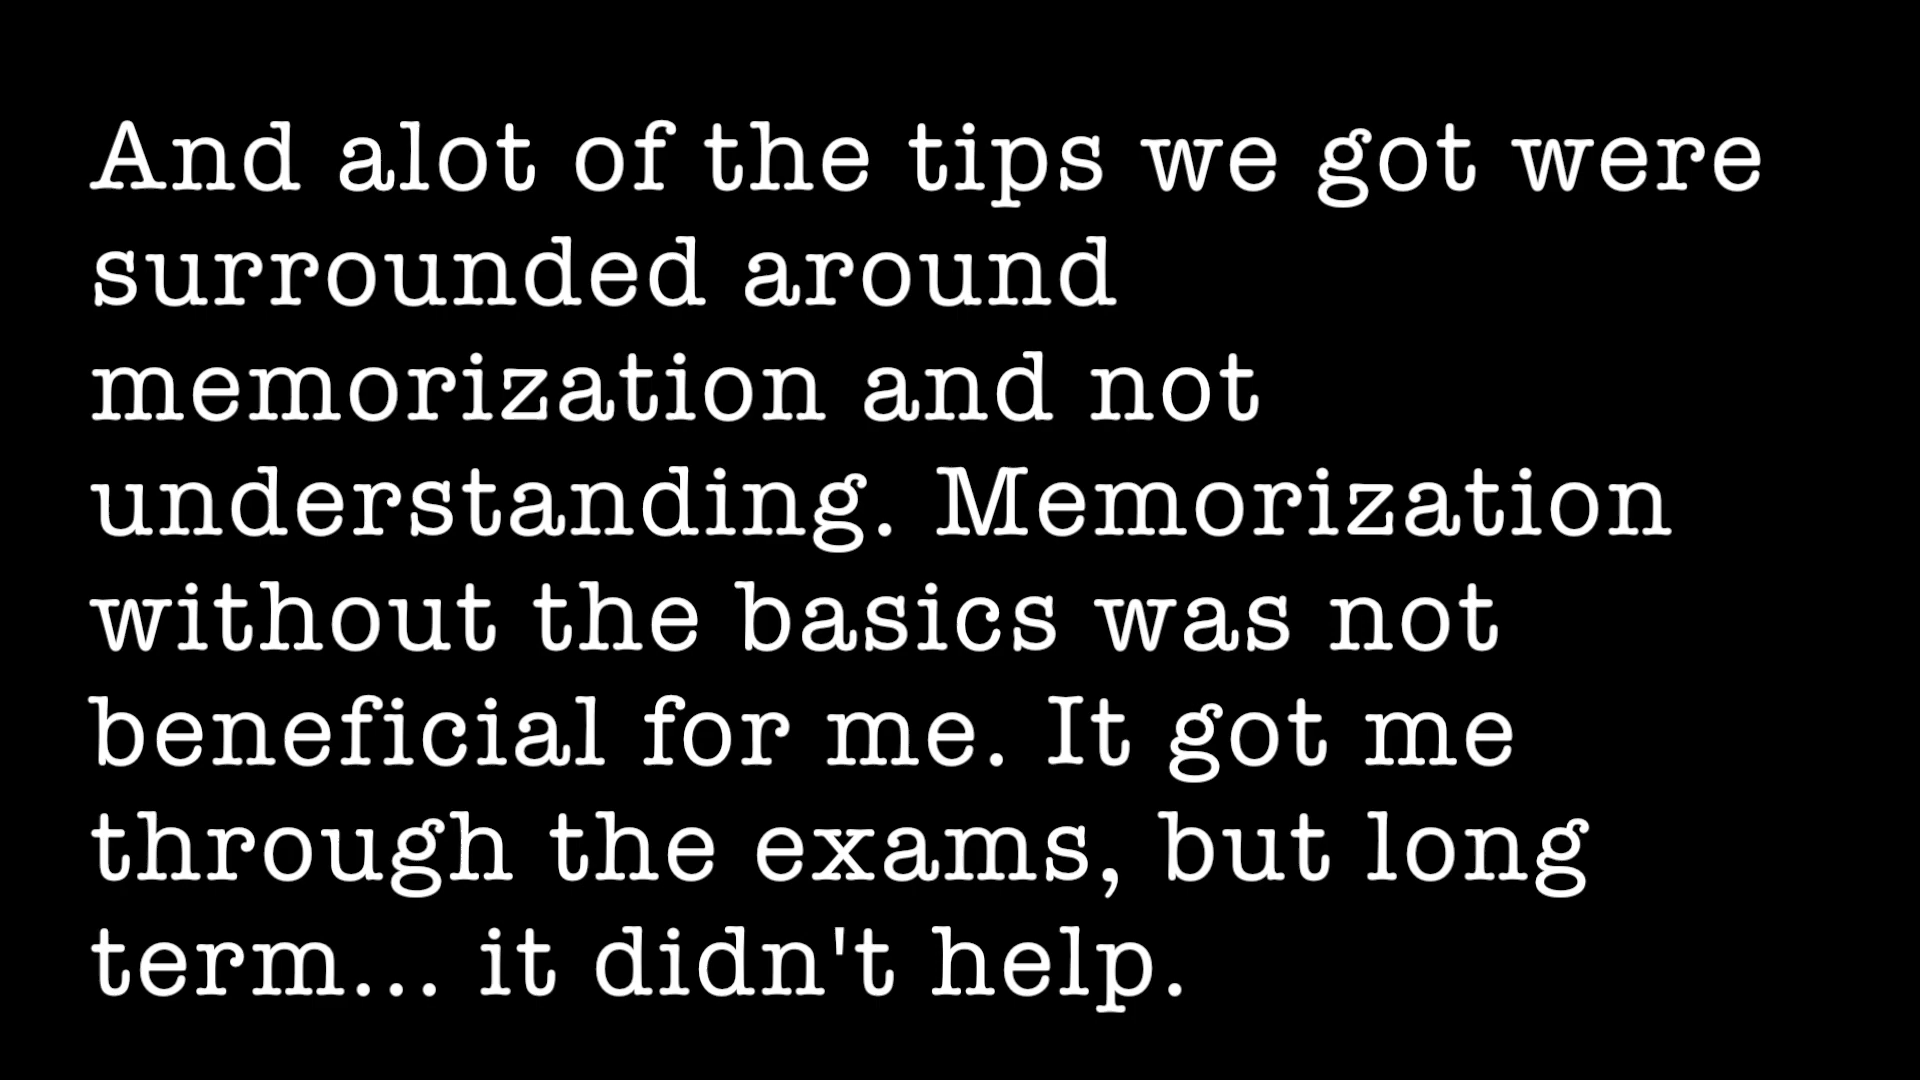 And alot of the tips we got were
surrounded around
memorization and not
understanding. Memorization
without the basics was not
beneficial for me. It got me
through the exams, but long
term... it didn't help.